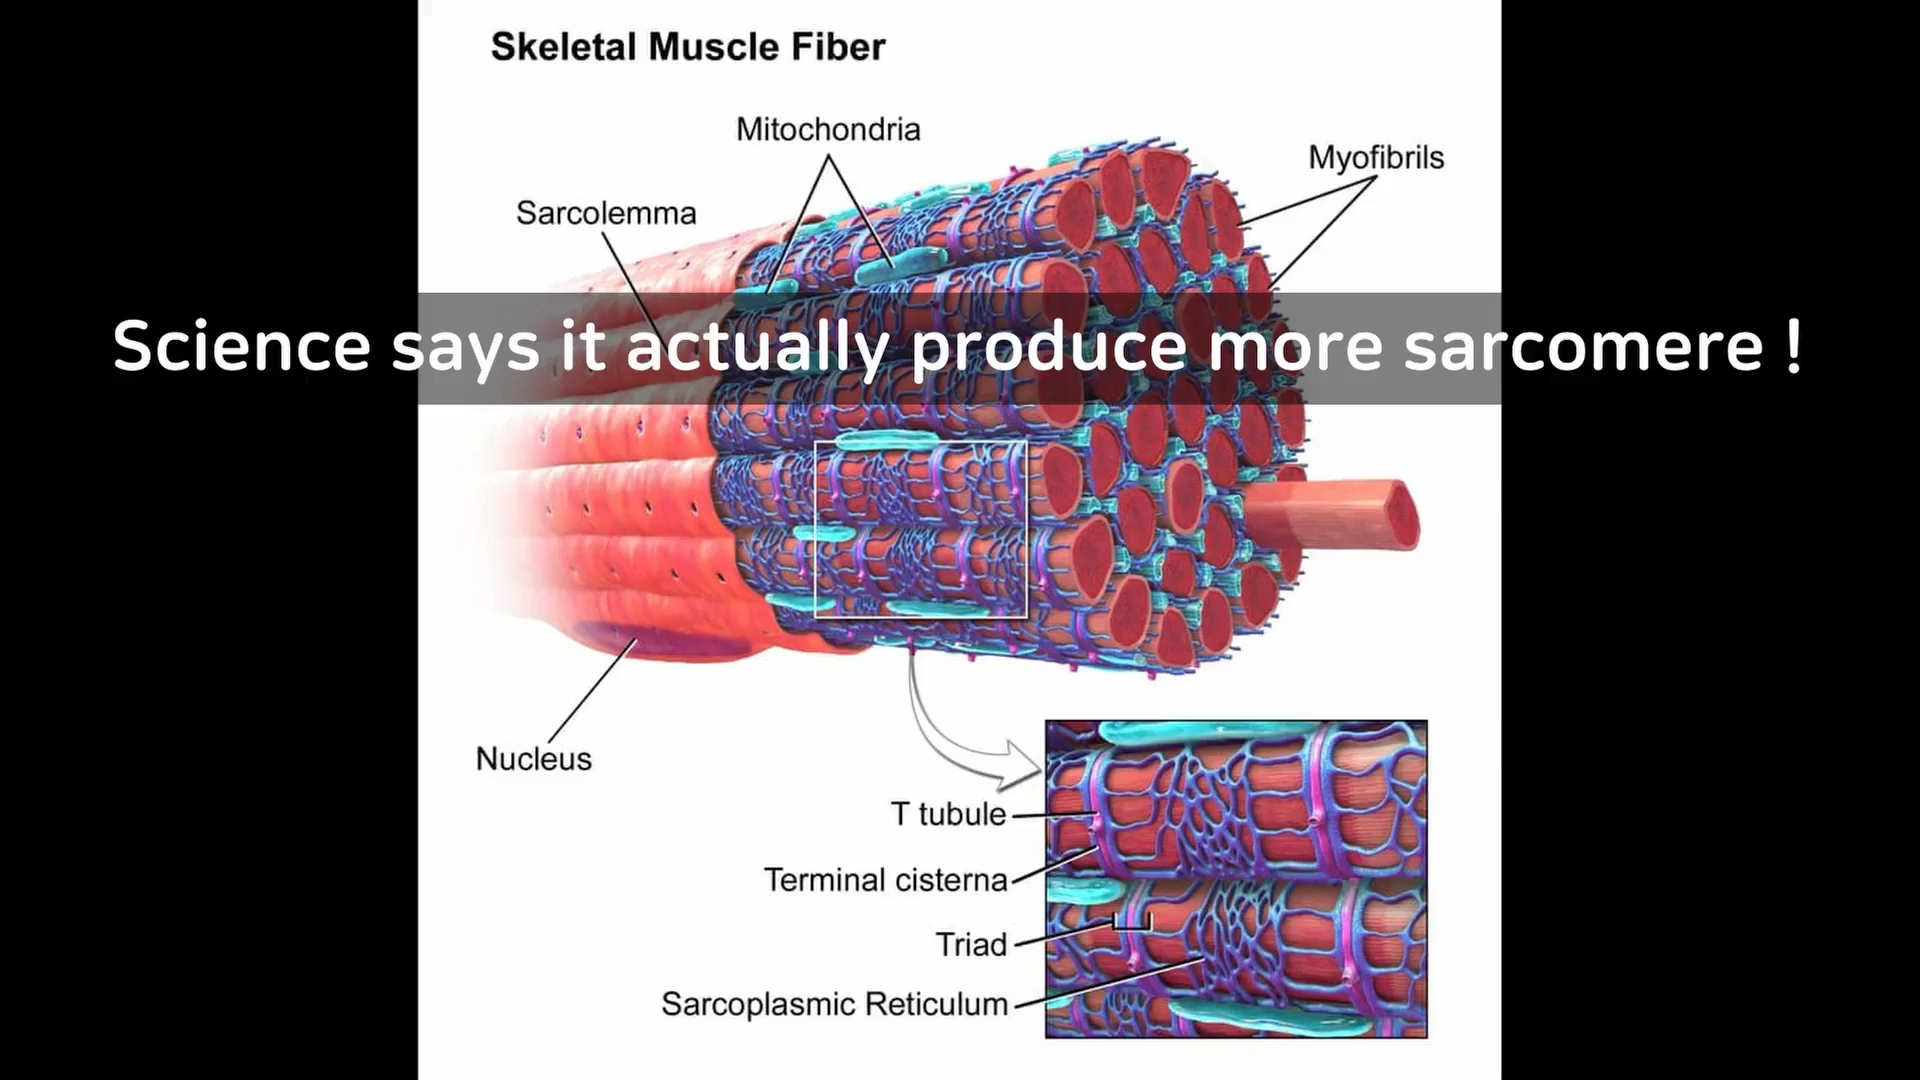 Skeletal Muscle Fiber
Mitochondria
Myofibrils
Sarcolemma
Science says it actually produce more sarcomere !
Nucleus
T tubule
Terminal cisterna
Triad
Sarcoplasmic Reticulum